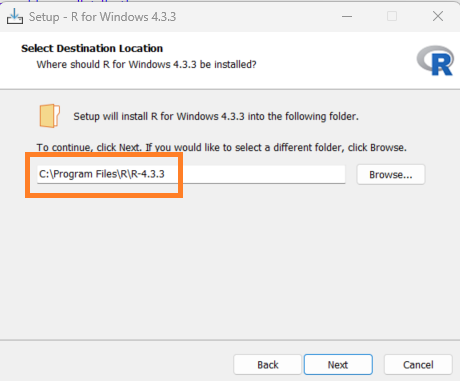 Setup - R for Windows 4.3.3
Select Destination Location
Where should R for Windows 4.3.3 be installed?
R
Setup will install R for Windows 4.3.3 into the following folder.
To continue, click Next. If you would like to select a different folder, click Browse.
C:\Program Files\R\R-4.3.3
Browse...
Back
Next
Cancel